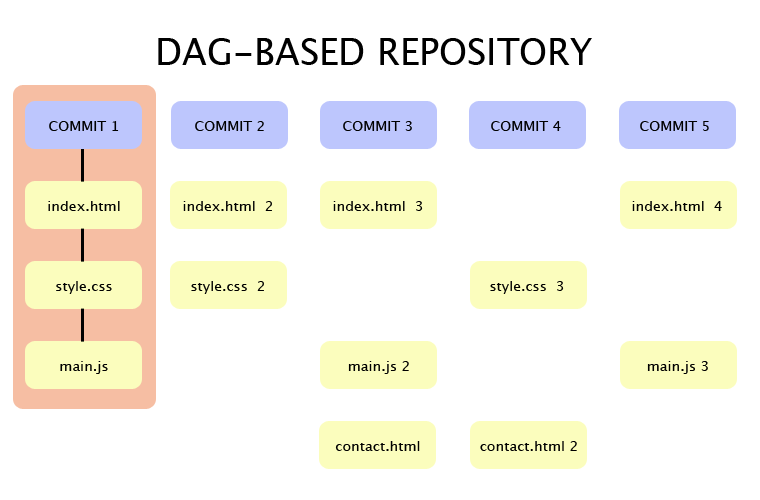 DAG-BASED REPOSITORY
COMMIT 1 COMMIT 2 COMMIT 3 COMMIT 4 COMMIT 5
index.html index.html 2 index.html 3 index.html 4
style.css style.css 2 style.css 3
main.js main.js 2 main.js 3
contact.html contact.html 2